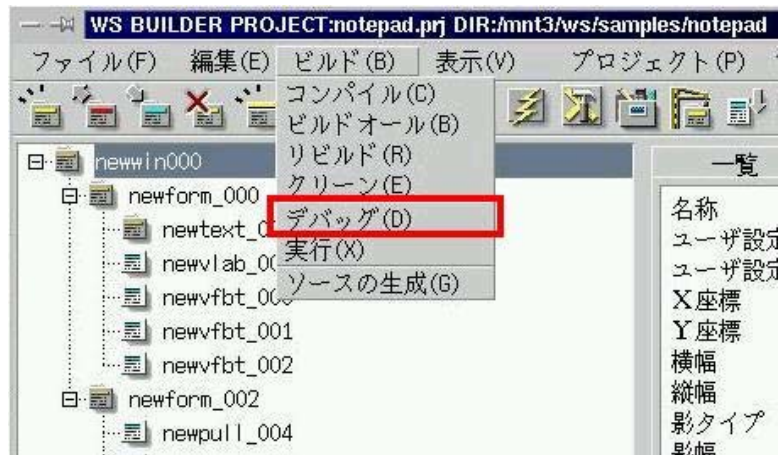 WS BUILDER PROJECT:notepad.prj DIR:/mnt3/ws/samples/notepad
ファイル(F) 編集(E) ビルド(B) 表示(V) プロジェクト(P)
コンパイル(C)
ビルドオール(B)
リビルド(R)
クリーン(E)
デバッグ(D)
実行(X)
ソースの生成(G)
newwin000
newform_000
newtext_0
newvlab_00
newvfbt_000
newvfbt_001
newvfbt_002
newform_002
newpull_004
一覧
名称
ユーザ設定
ユーザ設定
X座標
Y座標
横幅
縦幅
影タイプ
影幅